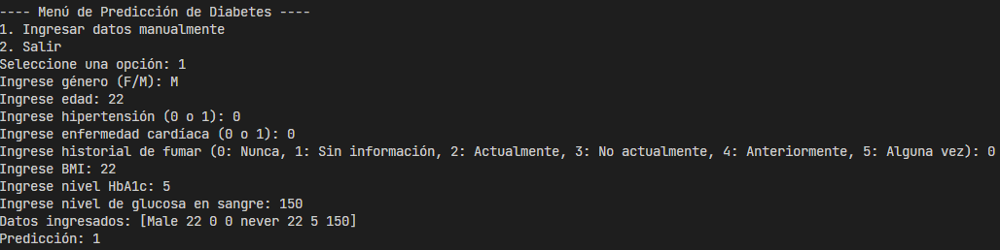 ---- Menú de Predicción de Diabetes ----
1. Ingresar datos manualmente
2. Salir
Seleccione una opción: 1
Ingrese género (F/M): M
Ingrese edad: 22
Ingrese hipertensión (0 o 1): 0
Ingrese enfermedad cardíaca (0 o 1): 0
Ingrese historial de fumar (0: Nunca, 1: Sin información, 2: Actualmente, 3: No actualmente, 4: Anteriormente, 5: Alguna vez): 0
Ingrese BMI: 22
Ingrese nivel HbA1c: 5
Ingrese nivel de glucosa en sangre: 150
Datos ingresados: [Male 22 0 0 never 22 5 150]
Predicción: 1